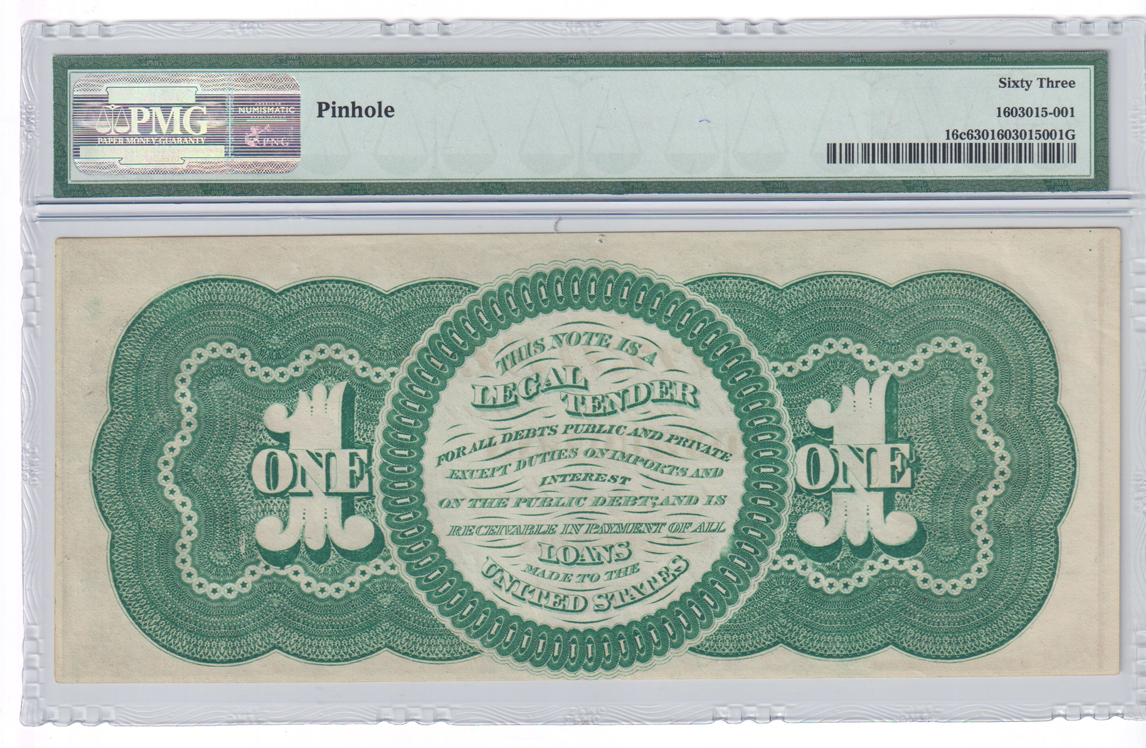 PMG
PAPER MONEY GUARANTY
NUMISMATIC
PNG
Pinhole
Sixty Three
1603015-001
16c6301603015001G
THIS NOTE IS A
LEGAL
TENDER
FOR ALL DEBTS PUBLIC AND PRIVATE
EXCEPT DUTIES ON IMPORTS AND
INTEREST
ON THE PUBLIC DEBT; AND IS
RECEIVABLE IN PAYMENT OF ALL
LOANS
MADE TO THE
UNITED STATES
1
ONE
1
ONE